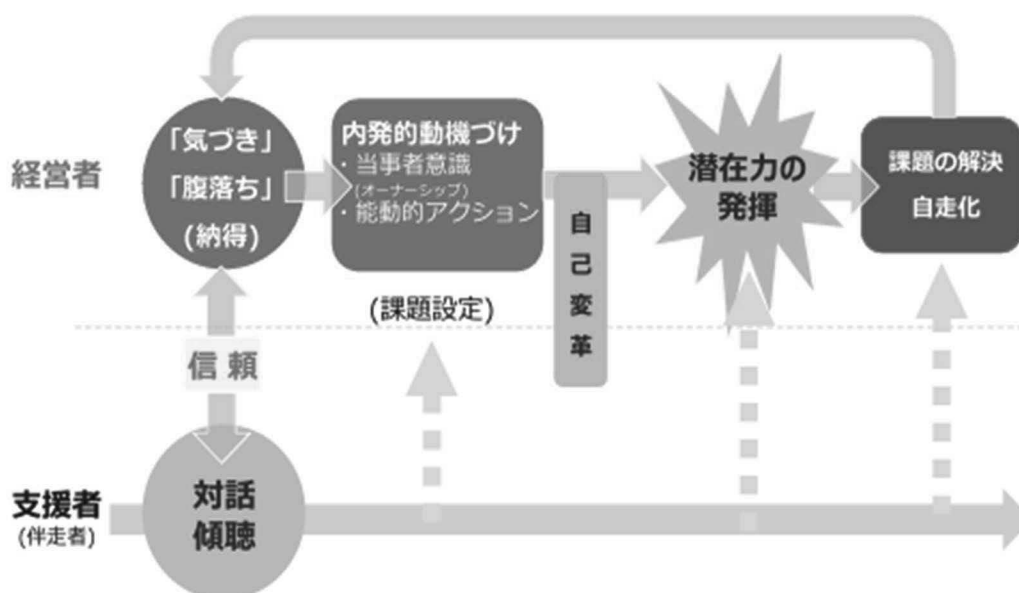 経営者
「気づき」
「腹落ち」
(納得)
内発的動機づけ
・当事者意識
(オーナーシップ)
・能動的アクション
(課題設定)
自己変革
潜在力の
発揮
課題の解決
自走化
信頼
支援者
(伴走者)
対話
傾聴